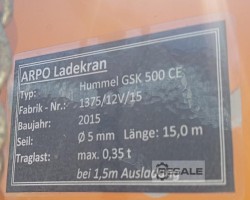 ARPO Ladekran
Typ: Hummel GSK 500 CE
Fabrik - Nr.: 1375/12V/15
Baujahr: 2015
Seil: Ø 5 mm Länge: 15,0 m
Traglast: max. 0,35 t
bei 1,5m Ausladung